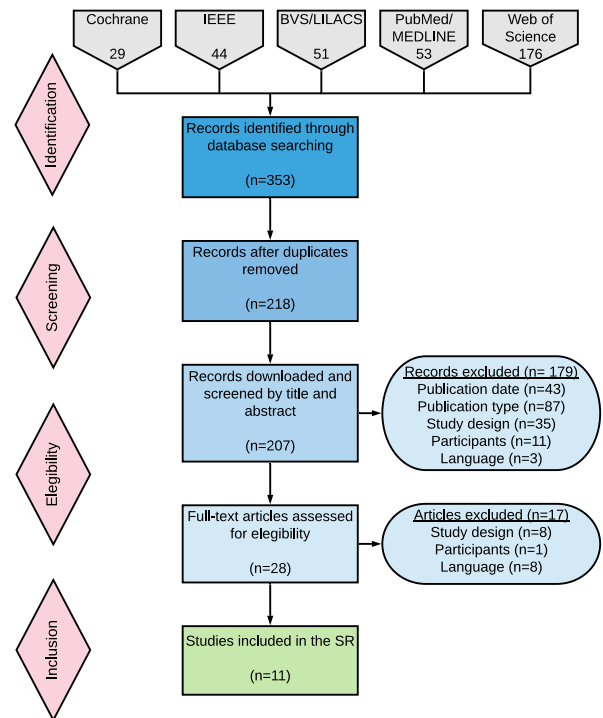 Cochrane
29
IEEE
44
BVS/LILACS
51
PubMed/
MEDLINE
53
Web of
Science
176
Identification
Records identified through
database searching
(n=353)
Screening
Records after duplicates
removed
(n=218)
Records downloaded and
screened by title and
abstract
(n=207)
Records excluded (n= 179)
Publication date (n=43)
Publication type (n=87)
Study design (n=35)
Participants (n=11)
Language (n=3)
Elegibility
Full-text articles assessed
for elegibility
(n=28)
Articles excluded (n=17)
Study design (n=8)
Participants (n=1)
Language (n=8)
Inclusion
Studies included in the SR
(n=11)